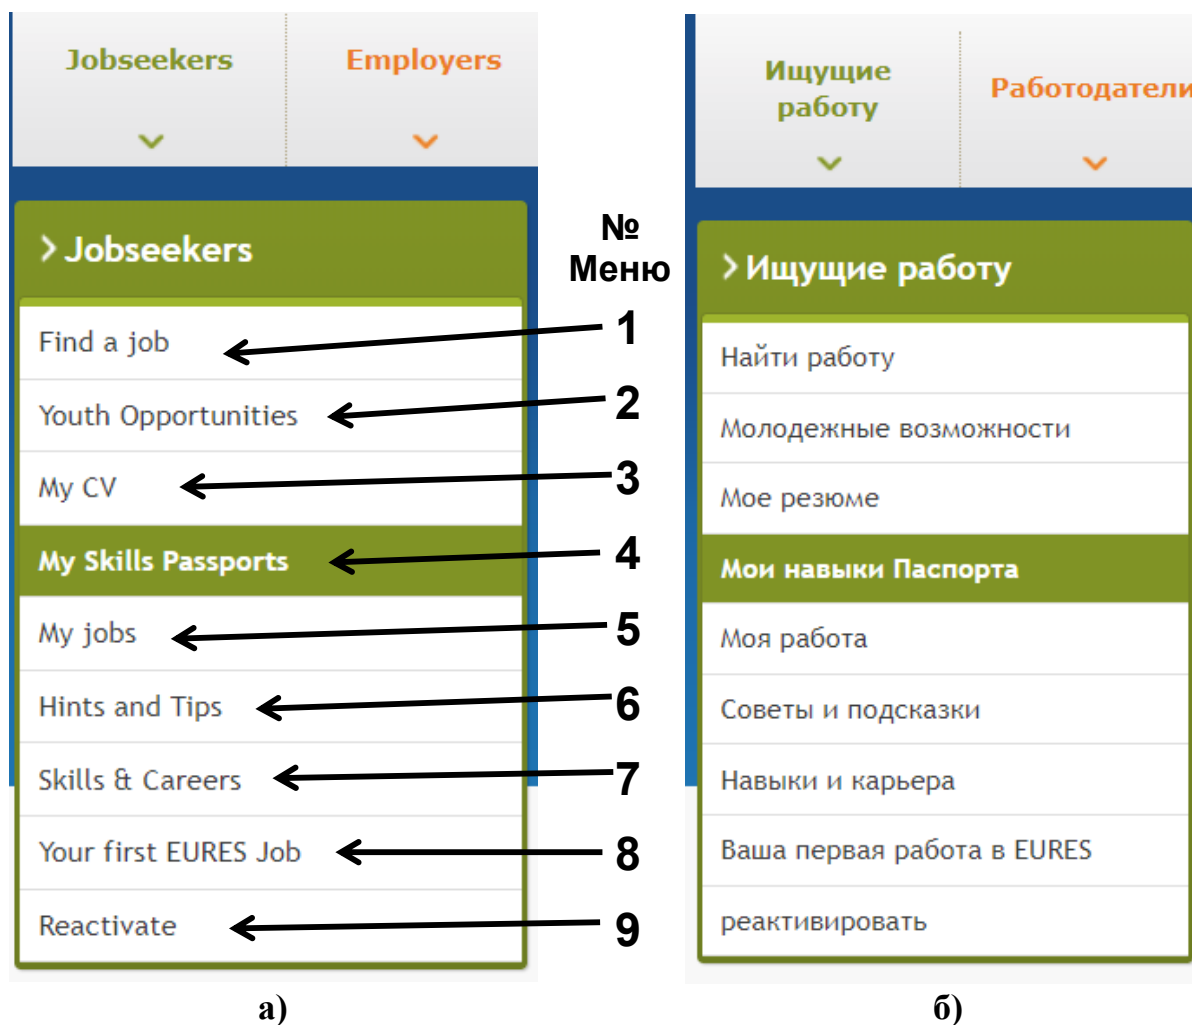 Jobseekers
Employers
> Jobseekers
Find a job
Youth Opportunities
My CV
My Skills Passports
My jobs
Hints and Tips
Skills & Careers
Your first EURES Job
Reactivate
№
Меню
1
2
3
4
5
6
7
8
9
Ищущие
работу
Работодатели
> Ищущие работу
Найти работу
Молодежные возможности
Мое резюме
Мои навыки Паспорта
Моя работа
Советы и подсказки
Навыки и карьера
Ваша первая работа в EURES
реактивировать
а)
б)